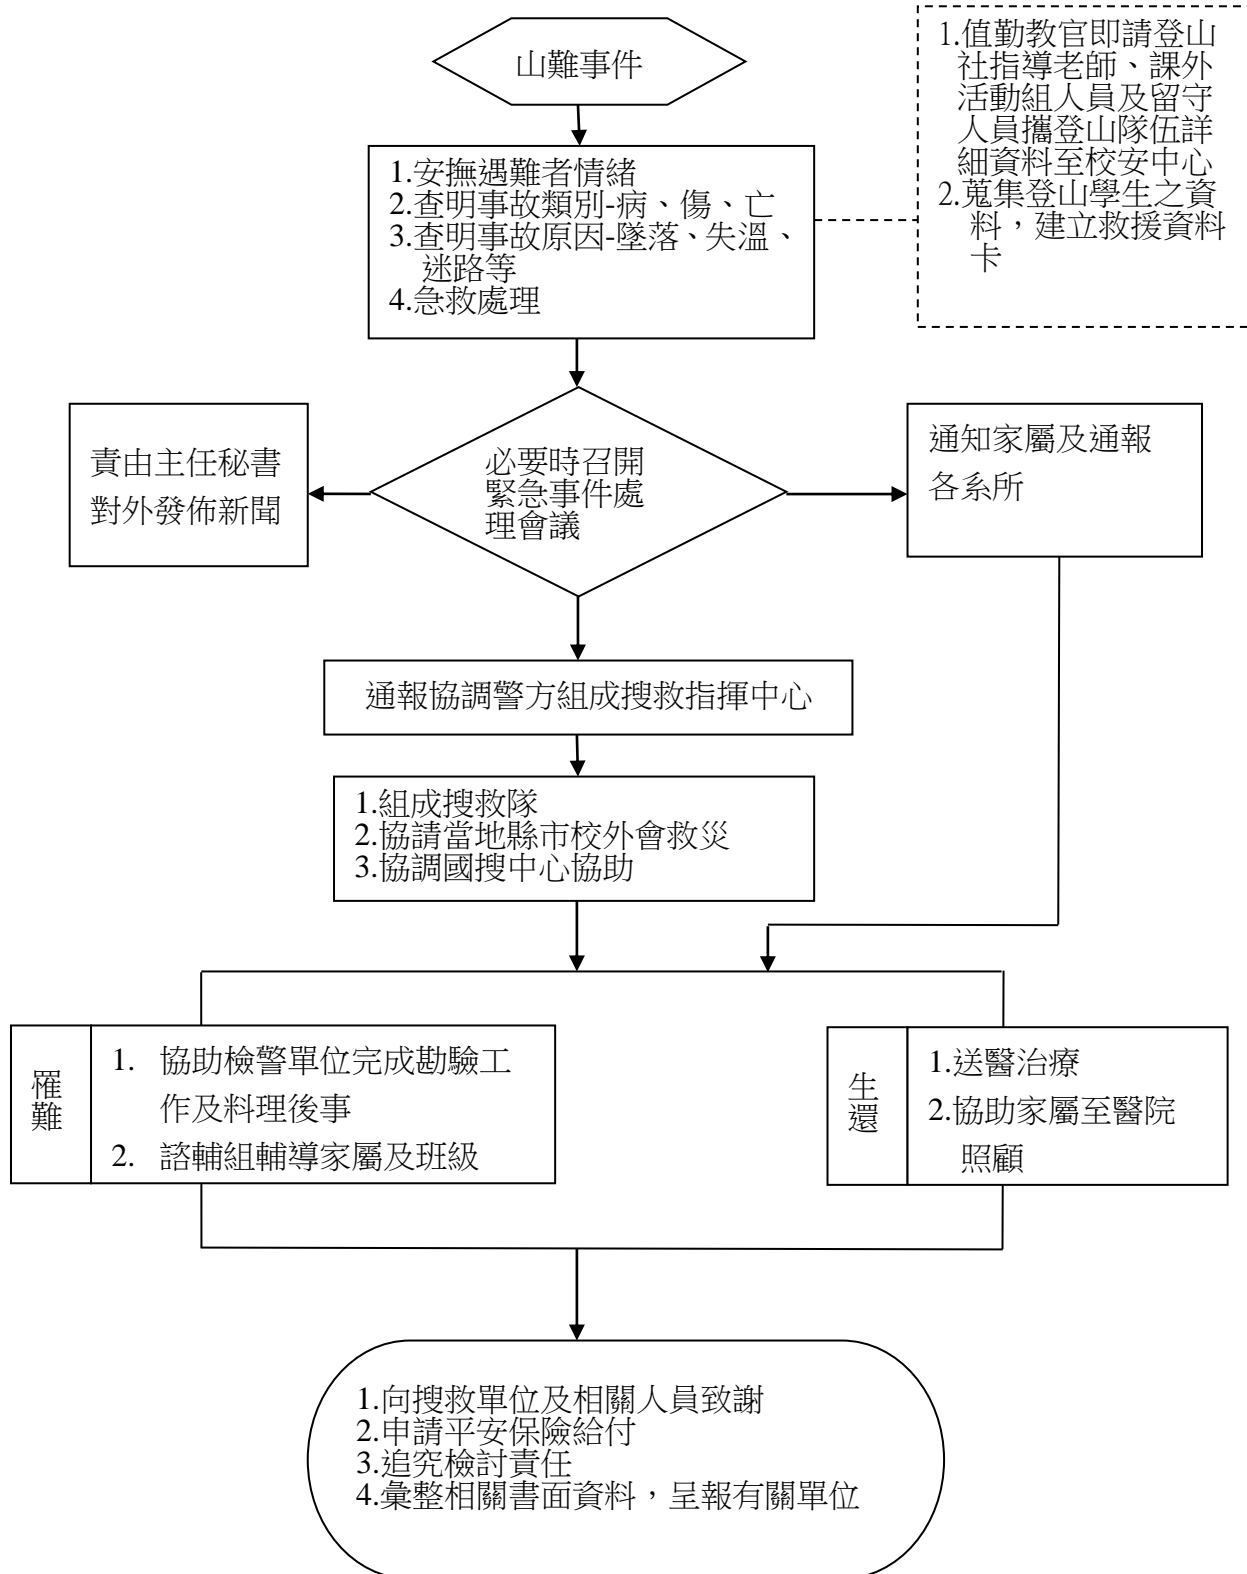 山難事件
1.值勤教官即請登山
社指導老師、課外
活動組人員及留守
人員攜登山隊伍詳
細資料至校安中心
2.蒐集登山學生之資
料，建立救援資料
卡
1.安撫遇難者情緒
2.查明事故類別-病、傷、亡
3.查明事故原因-墜落、失溫、
迷路等
4.急救處理
責由主任秘書
對外發佈新聞
必要時召開
緊急事件處
理會議
通知家屬及通報
各系所
通報協調警方組成搜救指揮中心
1.組成搜救隊
2.協請當地縣市校外會救災
3.協調國搜中心協助
罹難
1. 協助檢警單位完成勘驗工
作及料理後事
2. 諮輔組輔導家屬及班級
生還
1.送醫治療
2.協助家屬至醫院
照顧
1.向搜救單位及相關人員致謝
2.申請平安保險給付
3.追究檢討責任
4.彙整相關書面資料，呈報有關單位